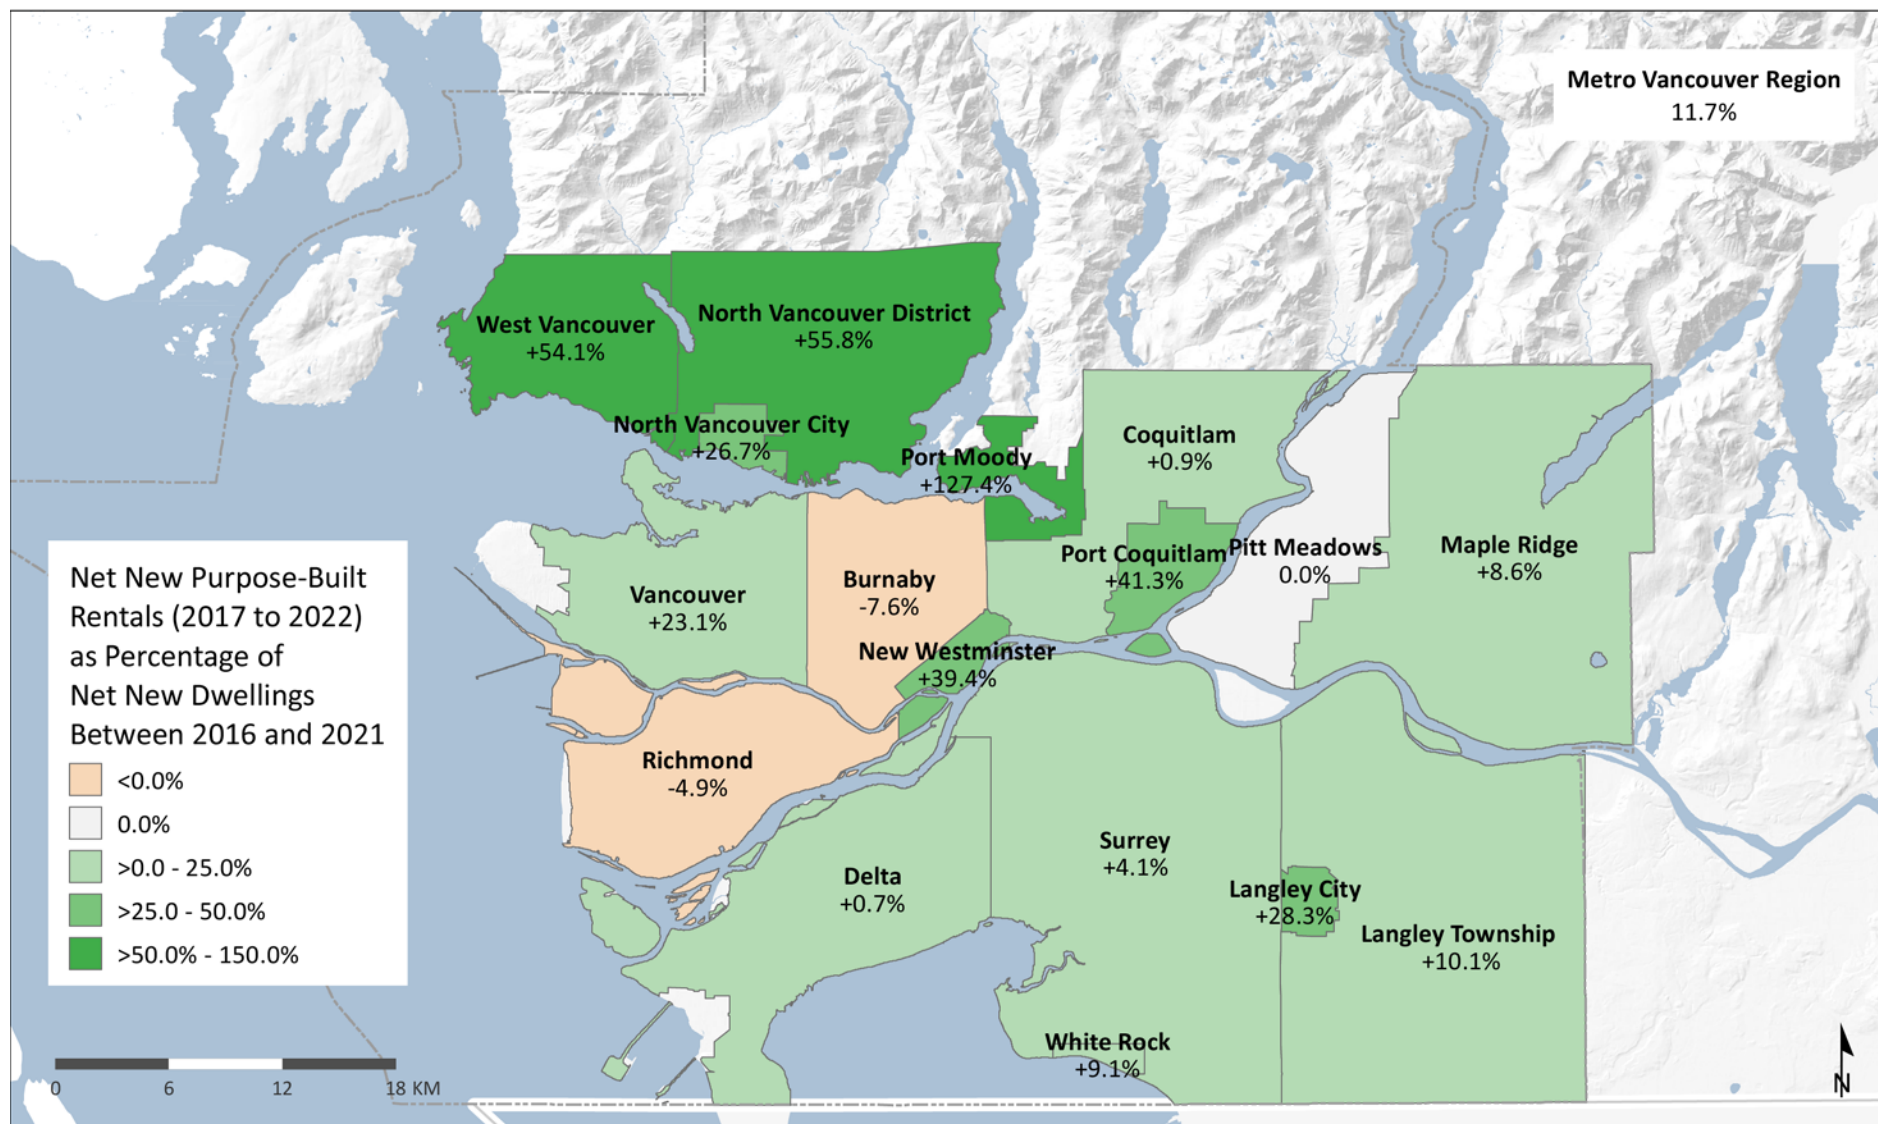 Metro Vancouver Region
11.7%
West Vancouver
+54.1%
North Vancouver District
+55.8%
North Vancouver City
+26.7%
Port Moody
+127.4%
Coquitlam
+0.9%
Port Coquitlam
+41.3%
Pitt Meadows
0.0%
Maple Ridge
+8.6%
Vancouver
+23.1%
Burnaby
-7.6%
New Westminster
+39.4%
Richmond
-4.9%
Delta
+0.7%
Surrey
+4.1%
Langley City
+28.3%
Langley Township
+10.1%
White Rock
+9.1%
Net New Purpose-Built
Rentals (2017 to 2022)
as Percentage of
Net New Dwellings
Between 2016 and 2021
<0.0%
0.0%
>0.0 - 25.0%
>25.0 - 50.0%
>50.0% - 150.0%
0 6 12 18 KM
N